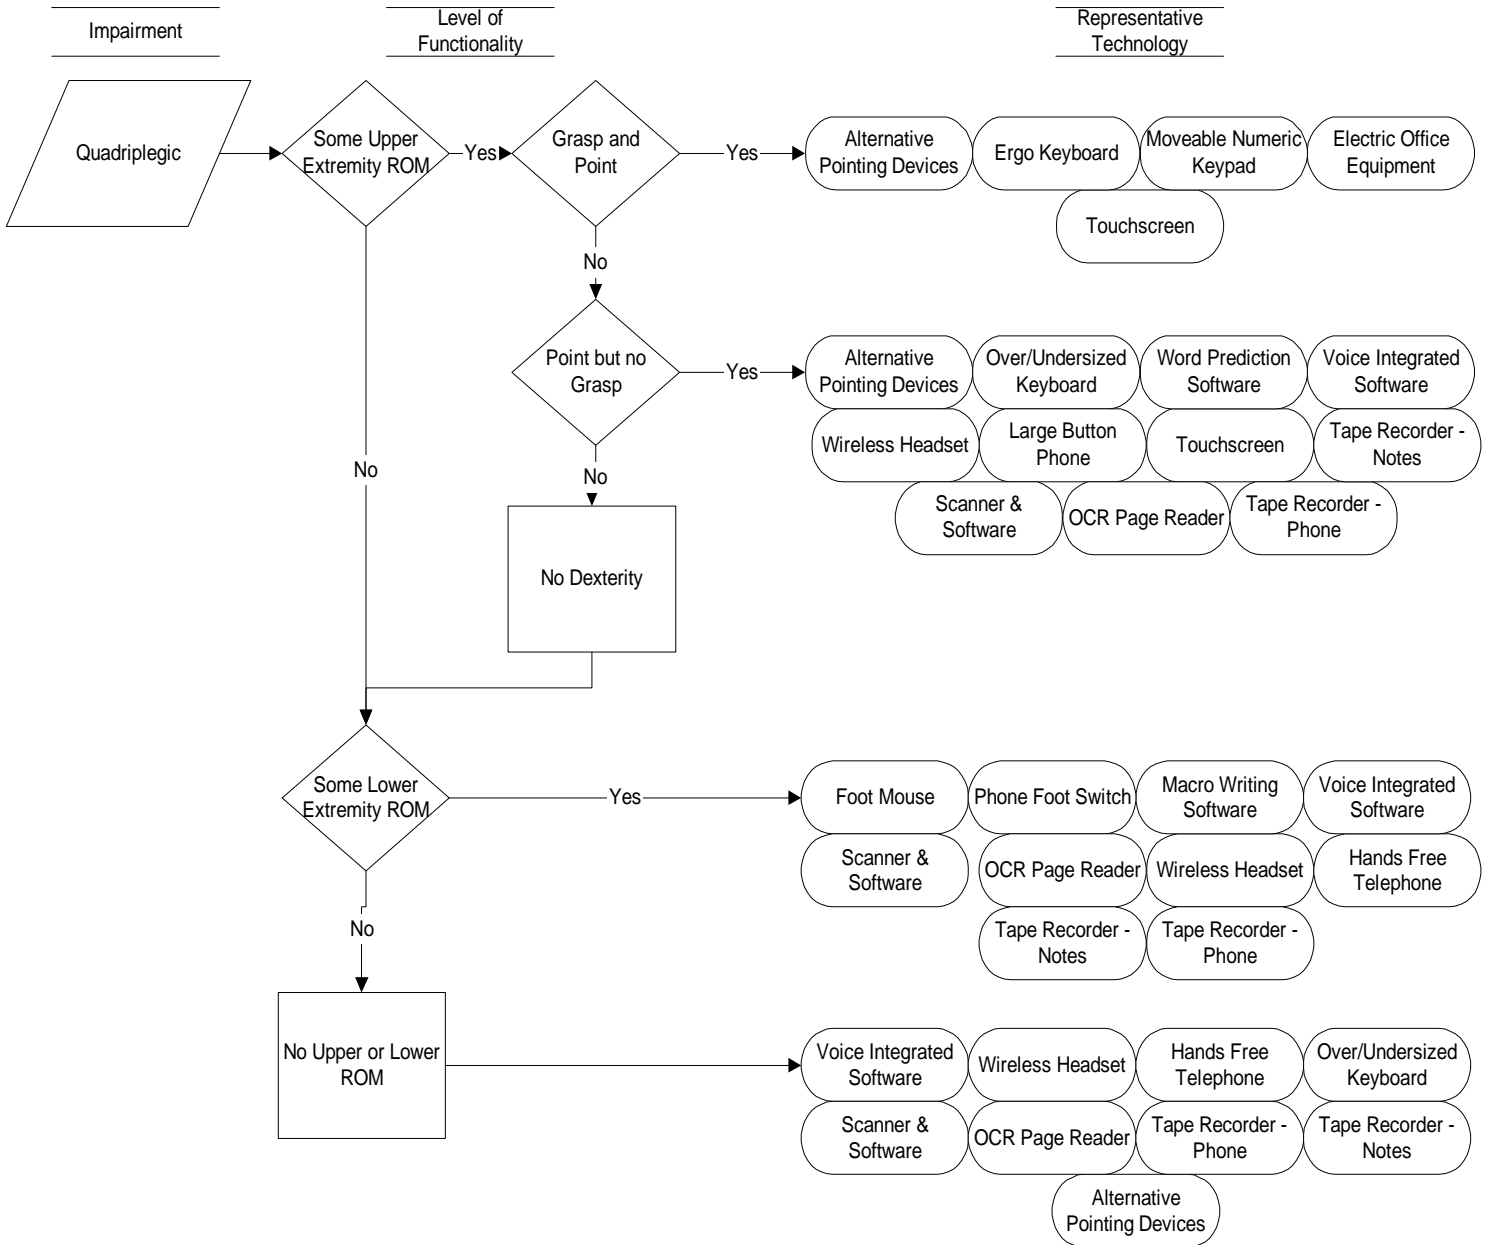 Impairment
Level of
Functionality
Representative
Technology
Quadriplegic
Some Upper
Extremity ROM
Yes
Grasp and
Point
Yes
Alternative
Pointing Devices
Ergo Keyboard
Moveable Numeric
Keypad
Electric Office
Equipment
Touchscreen
No
Point but no
Grasp
Yes
Alternative
Pointing Devices
Over/Undersized
Keyboard
Word Prediction
Software
Voice Integrated
Software
Wireless Headset
Large Button
Phone
Touchscreen
Tape Recorder -
Notes
No
No
Scanner &
Software
OCR Page Reader
Tape Recorder -
Phone
No Dexterity
Some Lower
Extremity ROM
Yes
Foot Mouse
Phone Foot Switch
Macro Writing
Software
Voice Integrated
Software
Scanner &
Software
OCR Page Reader
Wireless Headset
Hands Free
Telephone
No
Tape Recorder -
Notes
Tape Recorder -
Phone
No Upper or Lower
ROM
Voice Integrated
Software
Wireless Headset
Hands Free
Telephone
Over/Undersized
Keyboard
Scanner &
Software
OCR Page Reader
Tape Recorder -
Phone
Tape Recorder -
Notes
Alternative
Pointing Devices